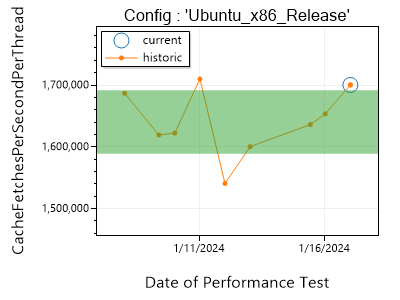 Config : 'Ubuntu_x86_Release'
current
historic
CacheFetchesPerSecondPerThread
1,700,000
1,600,000
1,500,000
1/11/2024
1/16/2024
Date of Performance Test